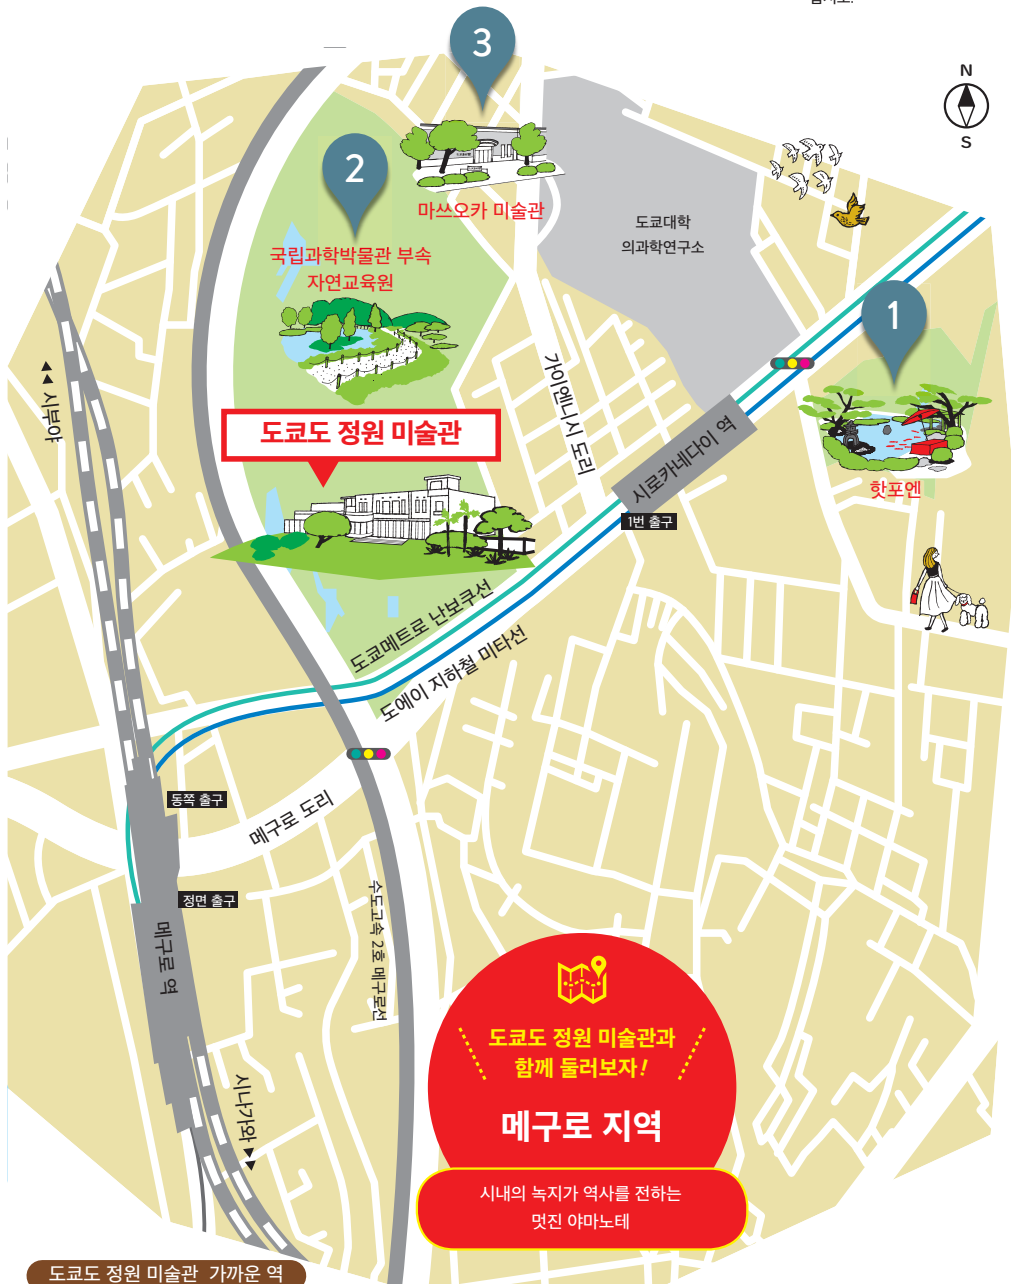 3
N
S
2
마쓰오카 미술관
도쿄대학
의과학연구소
국립과학박물관 부속
자연교육원
1
시부야
가이엔니시 도리
도쿄도 정원 미술관
시로카네다이 역
핫포엔
1번 출구
도쿄메트로 난보쿠선
도에이 지하철 미타선
동쪽 출구
메구로 도리
정면 출구
수도고속 2호 메구로선
메구로 역
도쿄도 정원 미술관과
함께 둘러보자!
메구로 지역
시나가와
시내의 녹지가 역사를 전하는
멋진 야마노테
도쿄도 정원 미술관 가까운 역